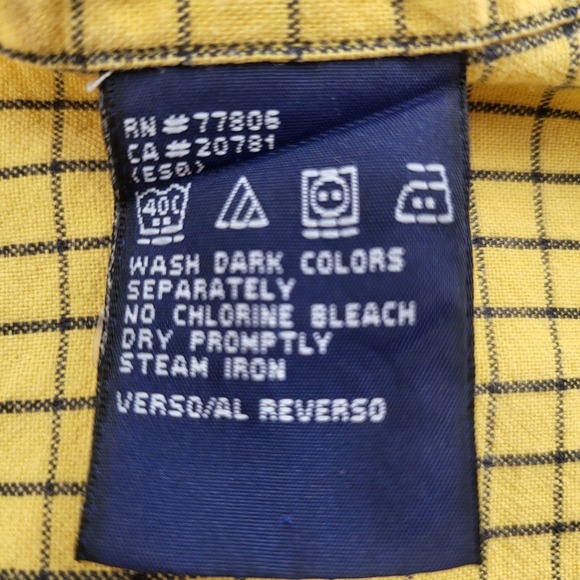 RN#77806
CA#20781
(ESQ)
40C
WASH DARK COLORS
SEPARATELY
NO CHLORINE BLEACH
DRY PROMPTLY
STEAM IRON
VERSO/AL REVERSO